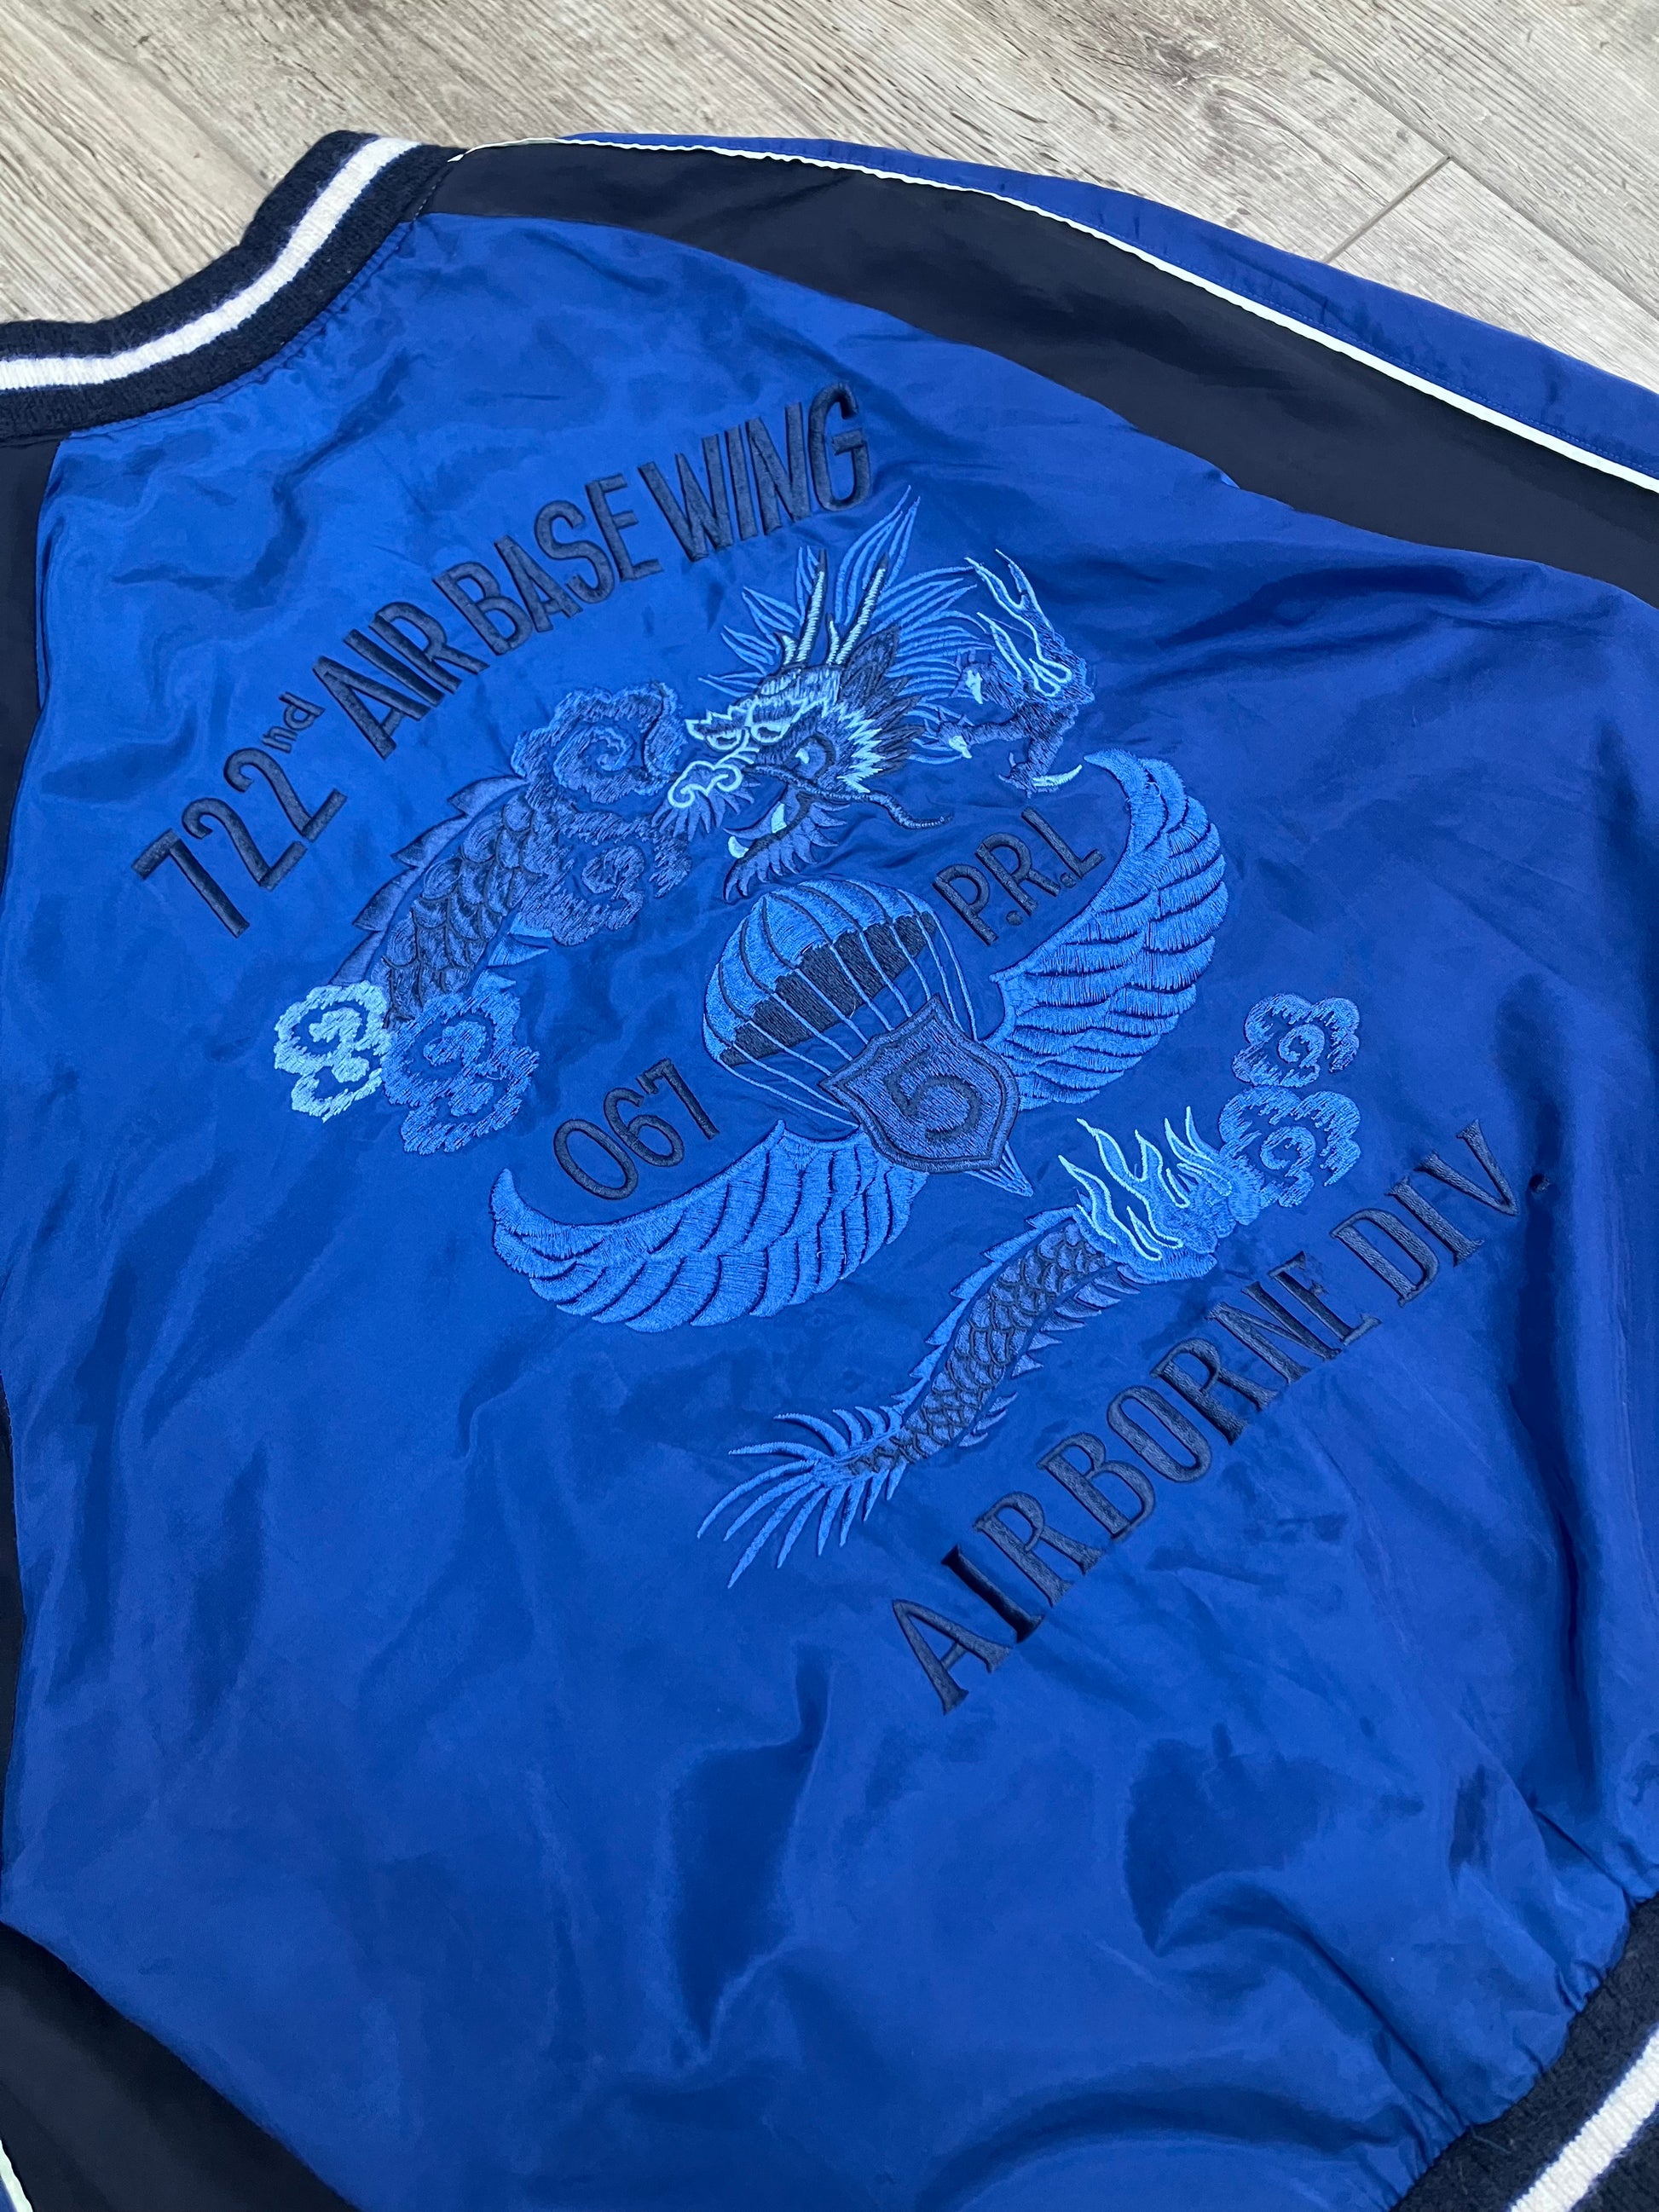 722nd AIR BASE WING
P.R.L
067
5
AIRBORNE DIV.